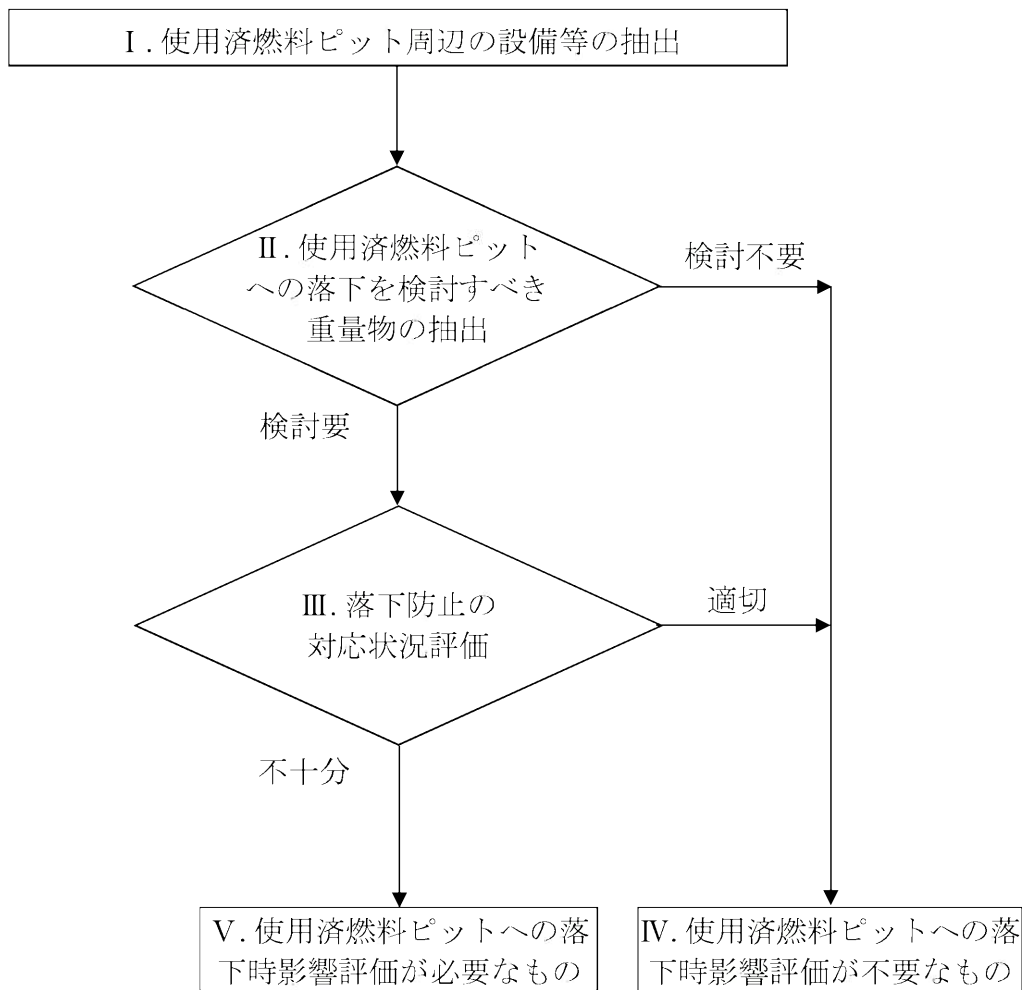 Ⅰ.使用済燃料ピット周辺の設備等の抽出
Ⅱ.使用済燃料ピット
への落下を検討すべき
重量物の抽出
検討不要
検討要
Ⅲ.落下防止の
対応状況評価
適切
不十分
Ⅴ.使用済燃料ピットへの落
下時影響評価が必要なもの
Ⅳ.使用済燃料ピットへの落
下時影響評価が不要なもの